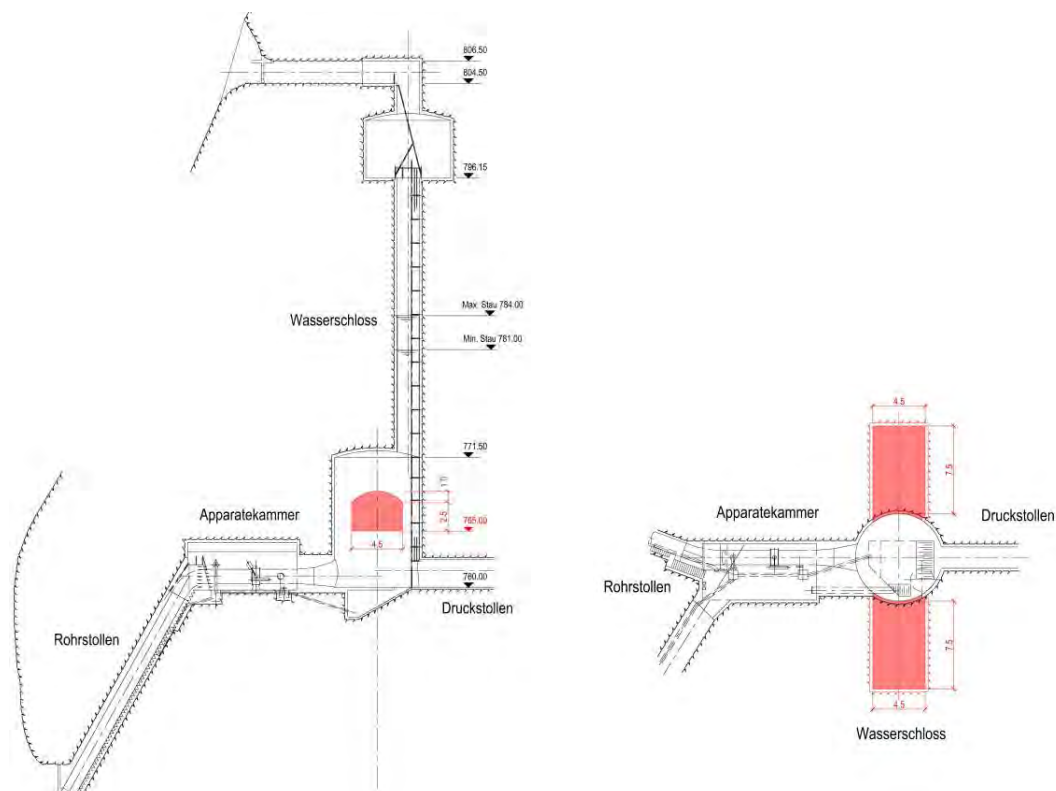 806.50
804.50
796.15
Max. Stau 784.00
Wasserschloss
Min. Stau 781.00
771.50
1.0
Apparatekammer
2.5
765.00
4.5
780.00
Druckstollen
Rohrstollen
4.5
7.5
Apparatekammer
Druckstollen
Rohrstollen
7.5
4.5
Wasserschloss